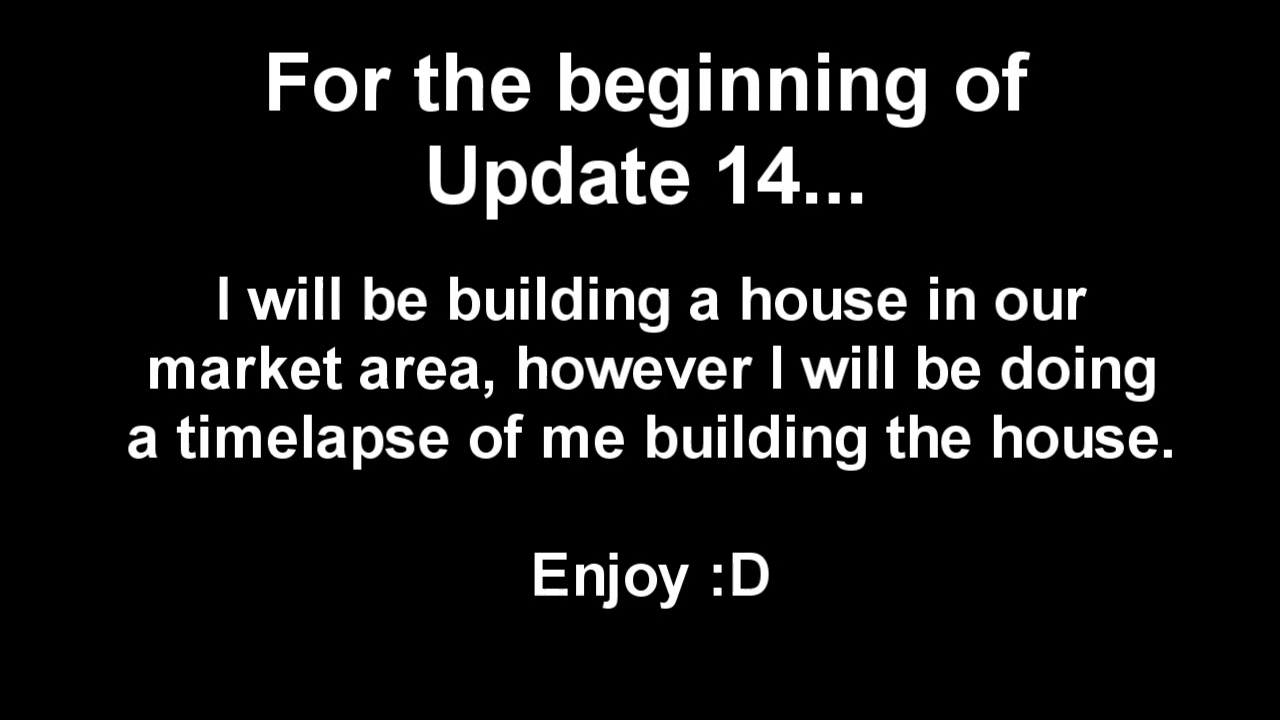 For the beginning of
Update 14...
I will be building a house in our
market area, however I will be doing
a timelapse of me building the house.
Enjoy :D